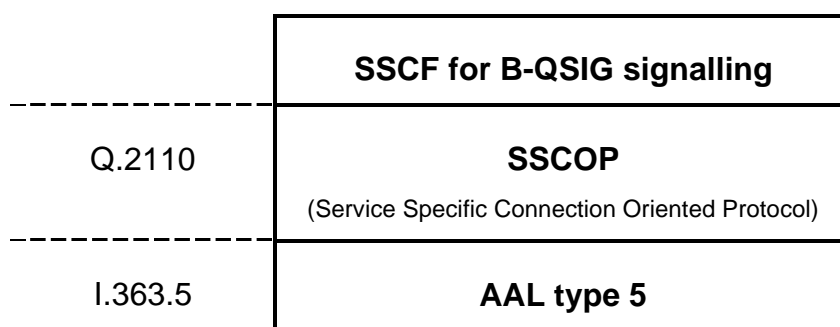 SSCF for B-QSIG signalling
Q.2110 SSCOP
(Service Specific Connection Oriented Protocol)
I.363.5 AAL type 5